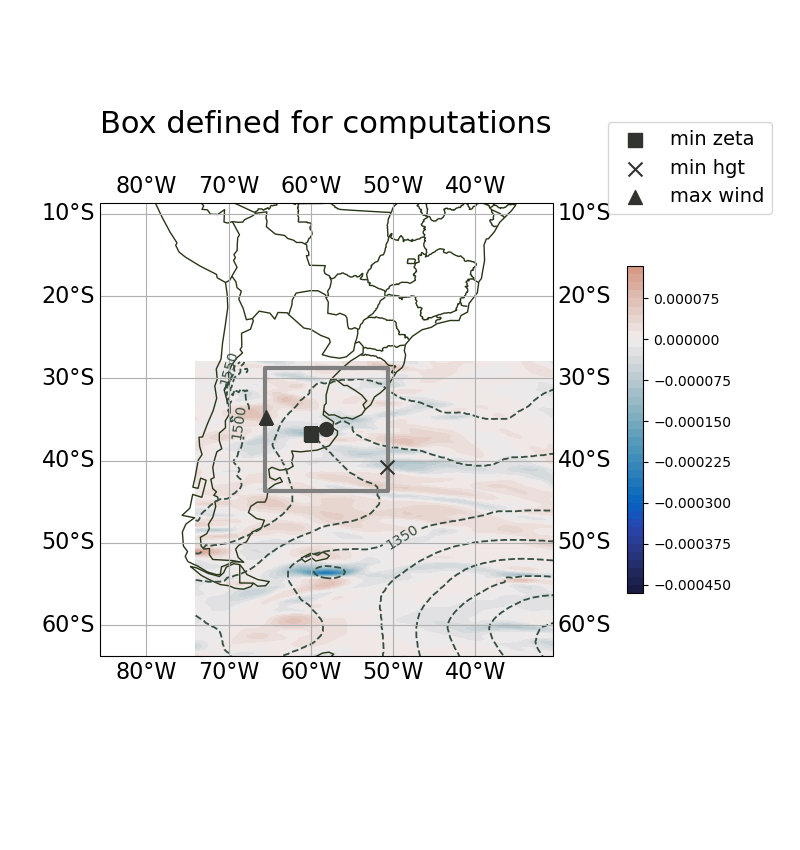 Box defined for computations
min zeta
min hgt
max wind
80°W 70°W 60°W 50°W 40°W
10°S 10°S
20°S 20°S
30°S 30°S
40°S 40°S
50°S 50°S
60°S 60°S
80°W 70°W 60°W 50°W 40°W
1550
1500
1350
0.000075
0.000000
−0.000075
−0.000150
−0.000225
−0.000300
−0.000375
−0.000450